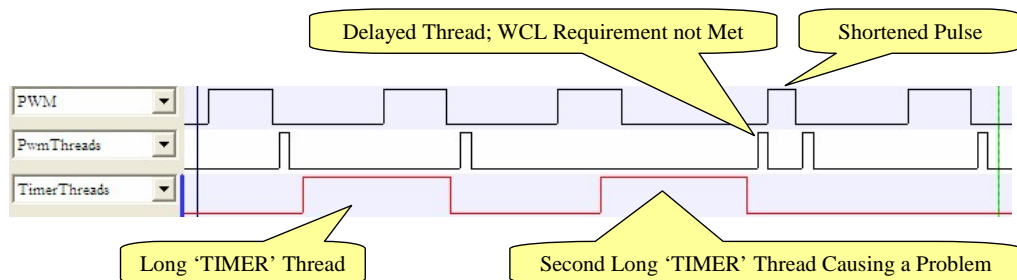 Delayed Thread; WCL Requirement not Met
Shortened Pulse
PWM
PwmThreads
TimerThreads
Long ‘TIMER’ Thread
Second Long ‘TIMER’ Thread Causing a Problem